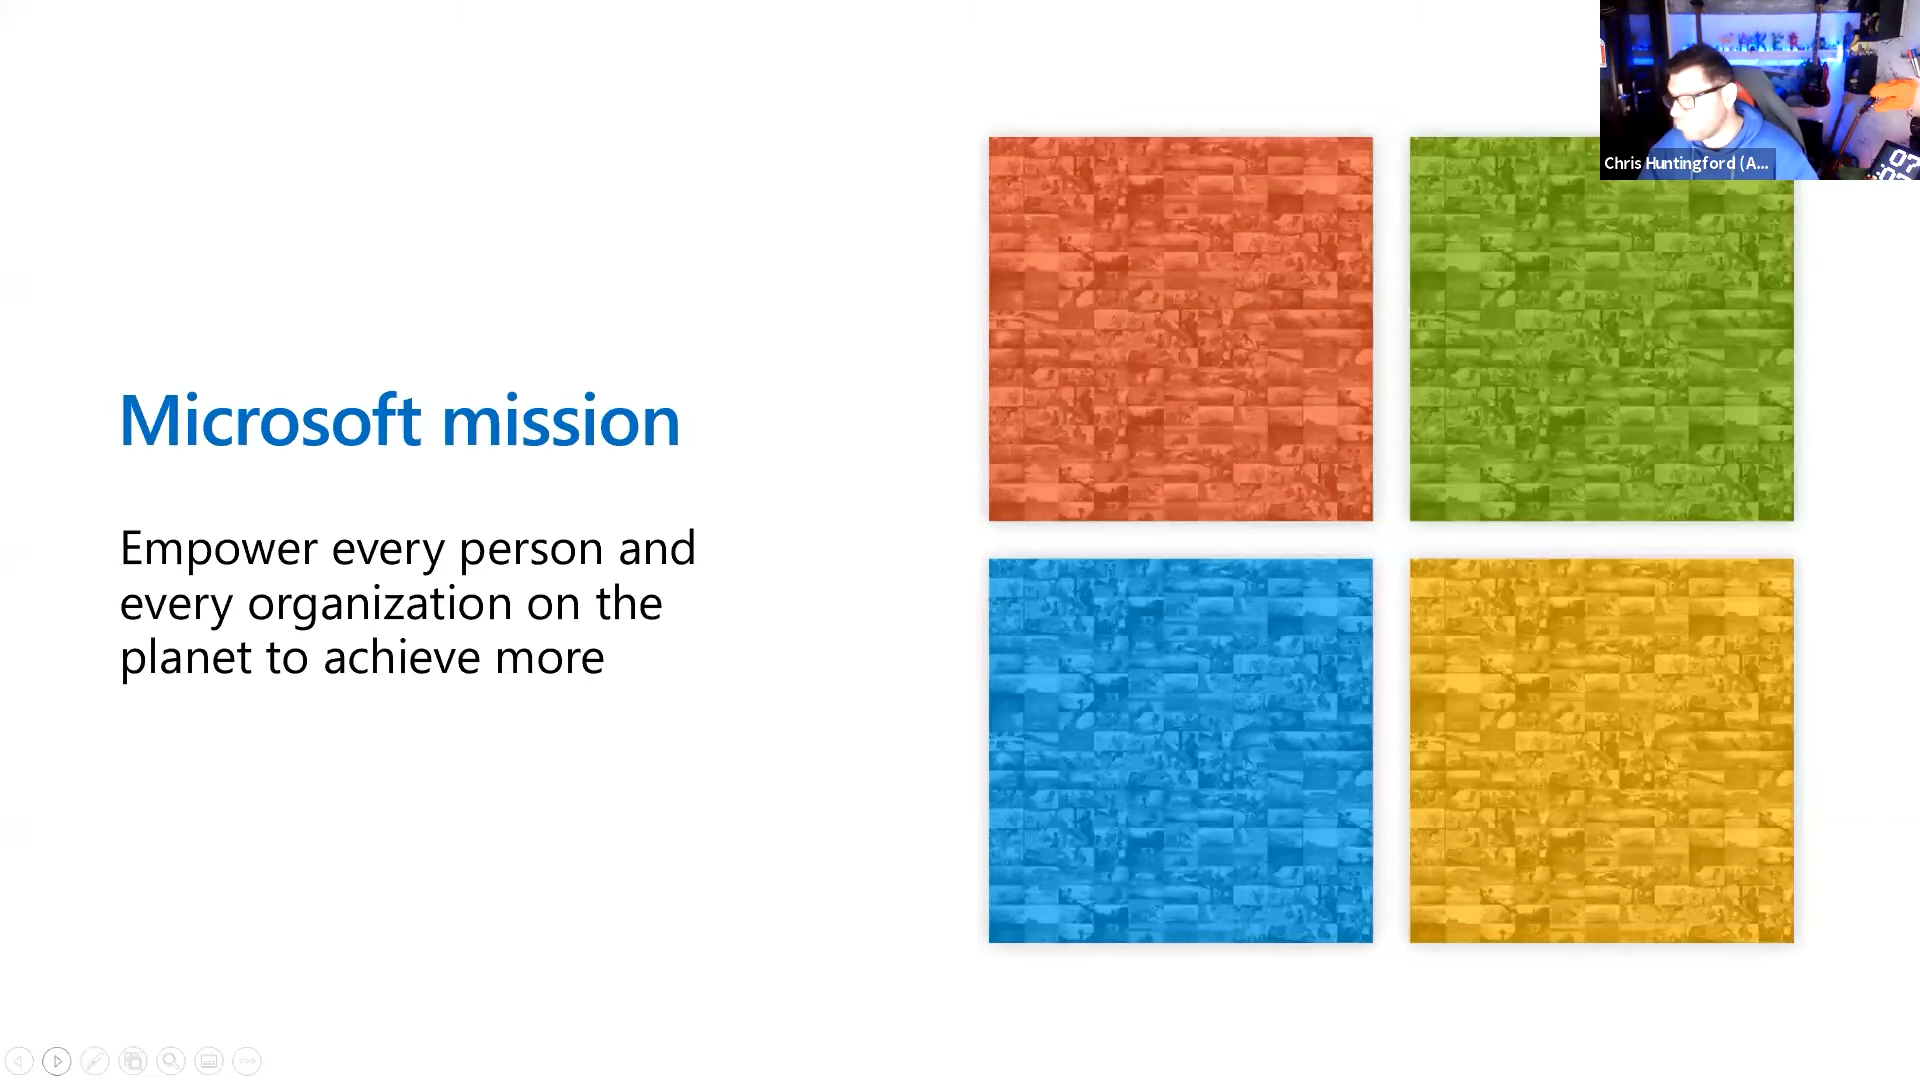 Microsoft mission
Empower every person and
every organization on the
planet to achieve more
Chris Huntingford (A...